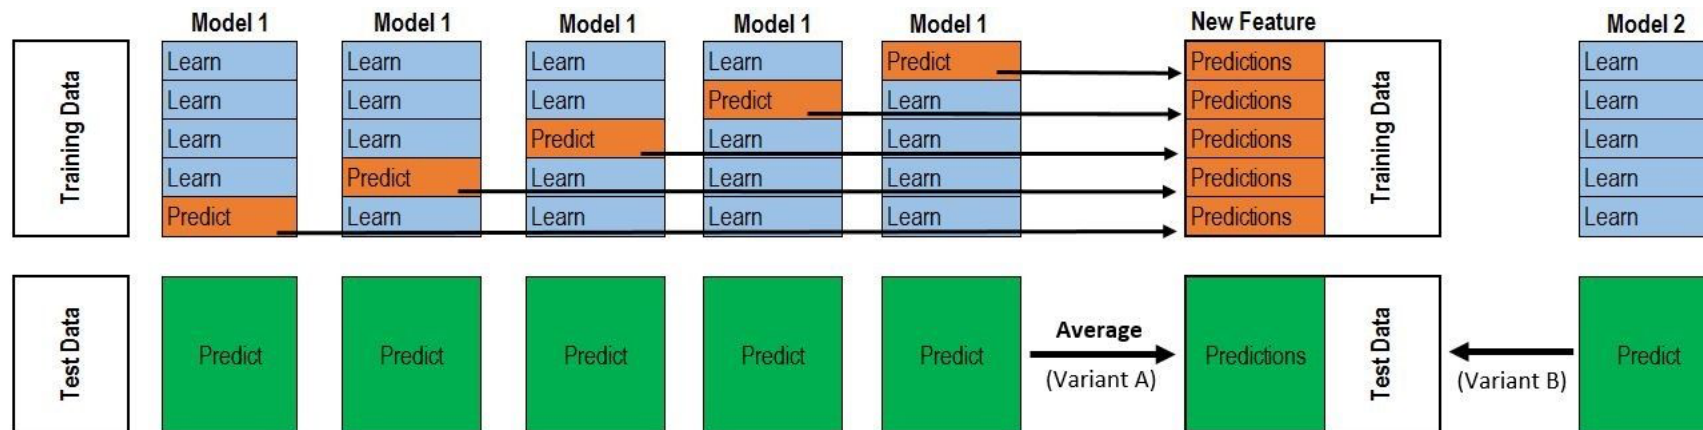 Model 1
Model 1
Model 1
Model 1
Model 1
New Feature
Model 2
Training Data
Learn
Learn
Learn
Learn
Predict
Learn
Learn
Learn
Predict
Learn
Learn
Learn
Predict
Learn
Learn
Learn
Predict
Learn
Learn
Learn
Predict
Learn
Learn
Learn
Learn
Predictions
Predictions
Predictions
Predictions
Predictions
Training Data
Learn
Learn
Learn
Learn
Learn
Test Data
Predict
Predict
Predict
Predict
Predict
Average
(Variant A)
Predictions
Test Data
(Variant B)
Predict